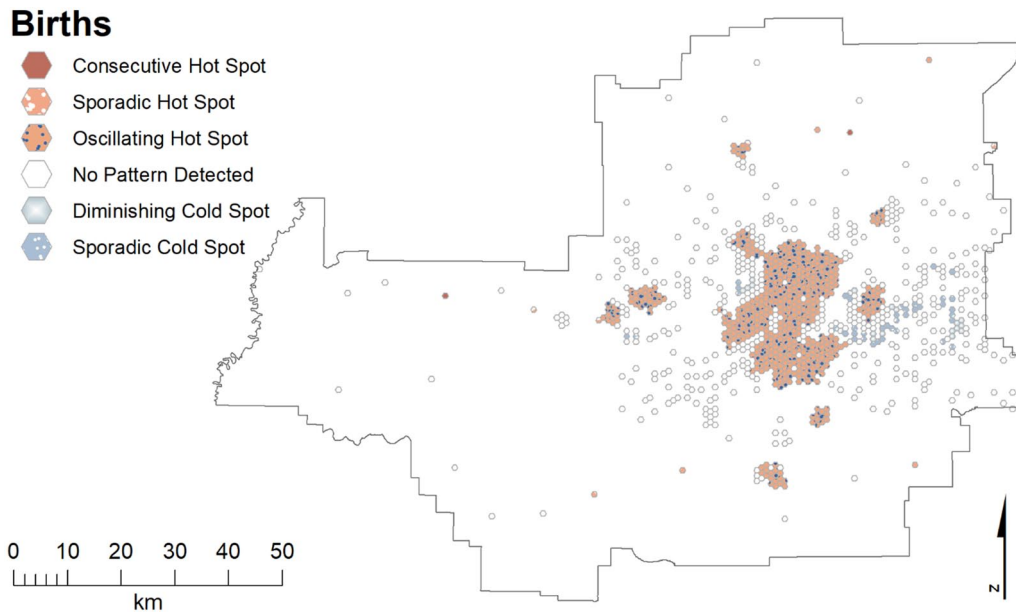 Births
Consecutive Hot Spot
Sporadic Hot Spot
Oscillating Hot Spot
No Pattern Detected
Diminishing Cold Spot
Sporadic Cold Spot
0 10 20 30 40 50
km
N